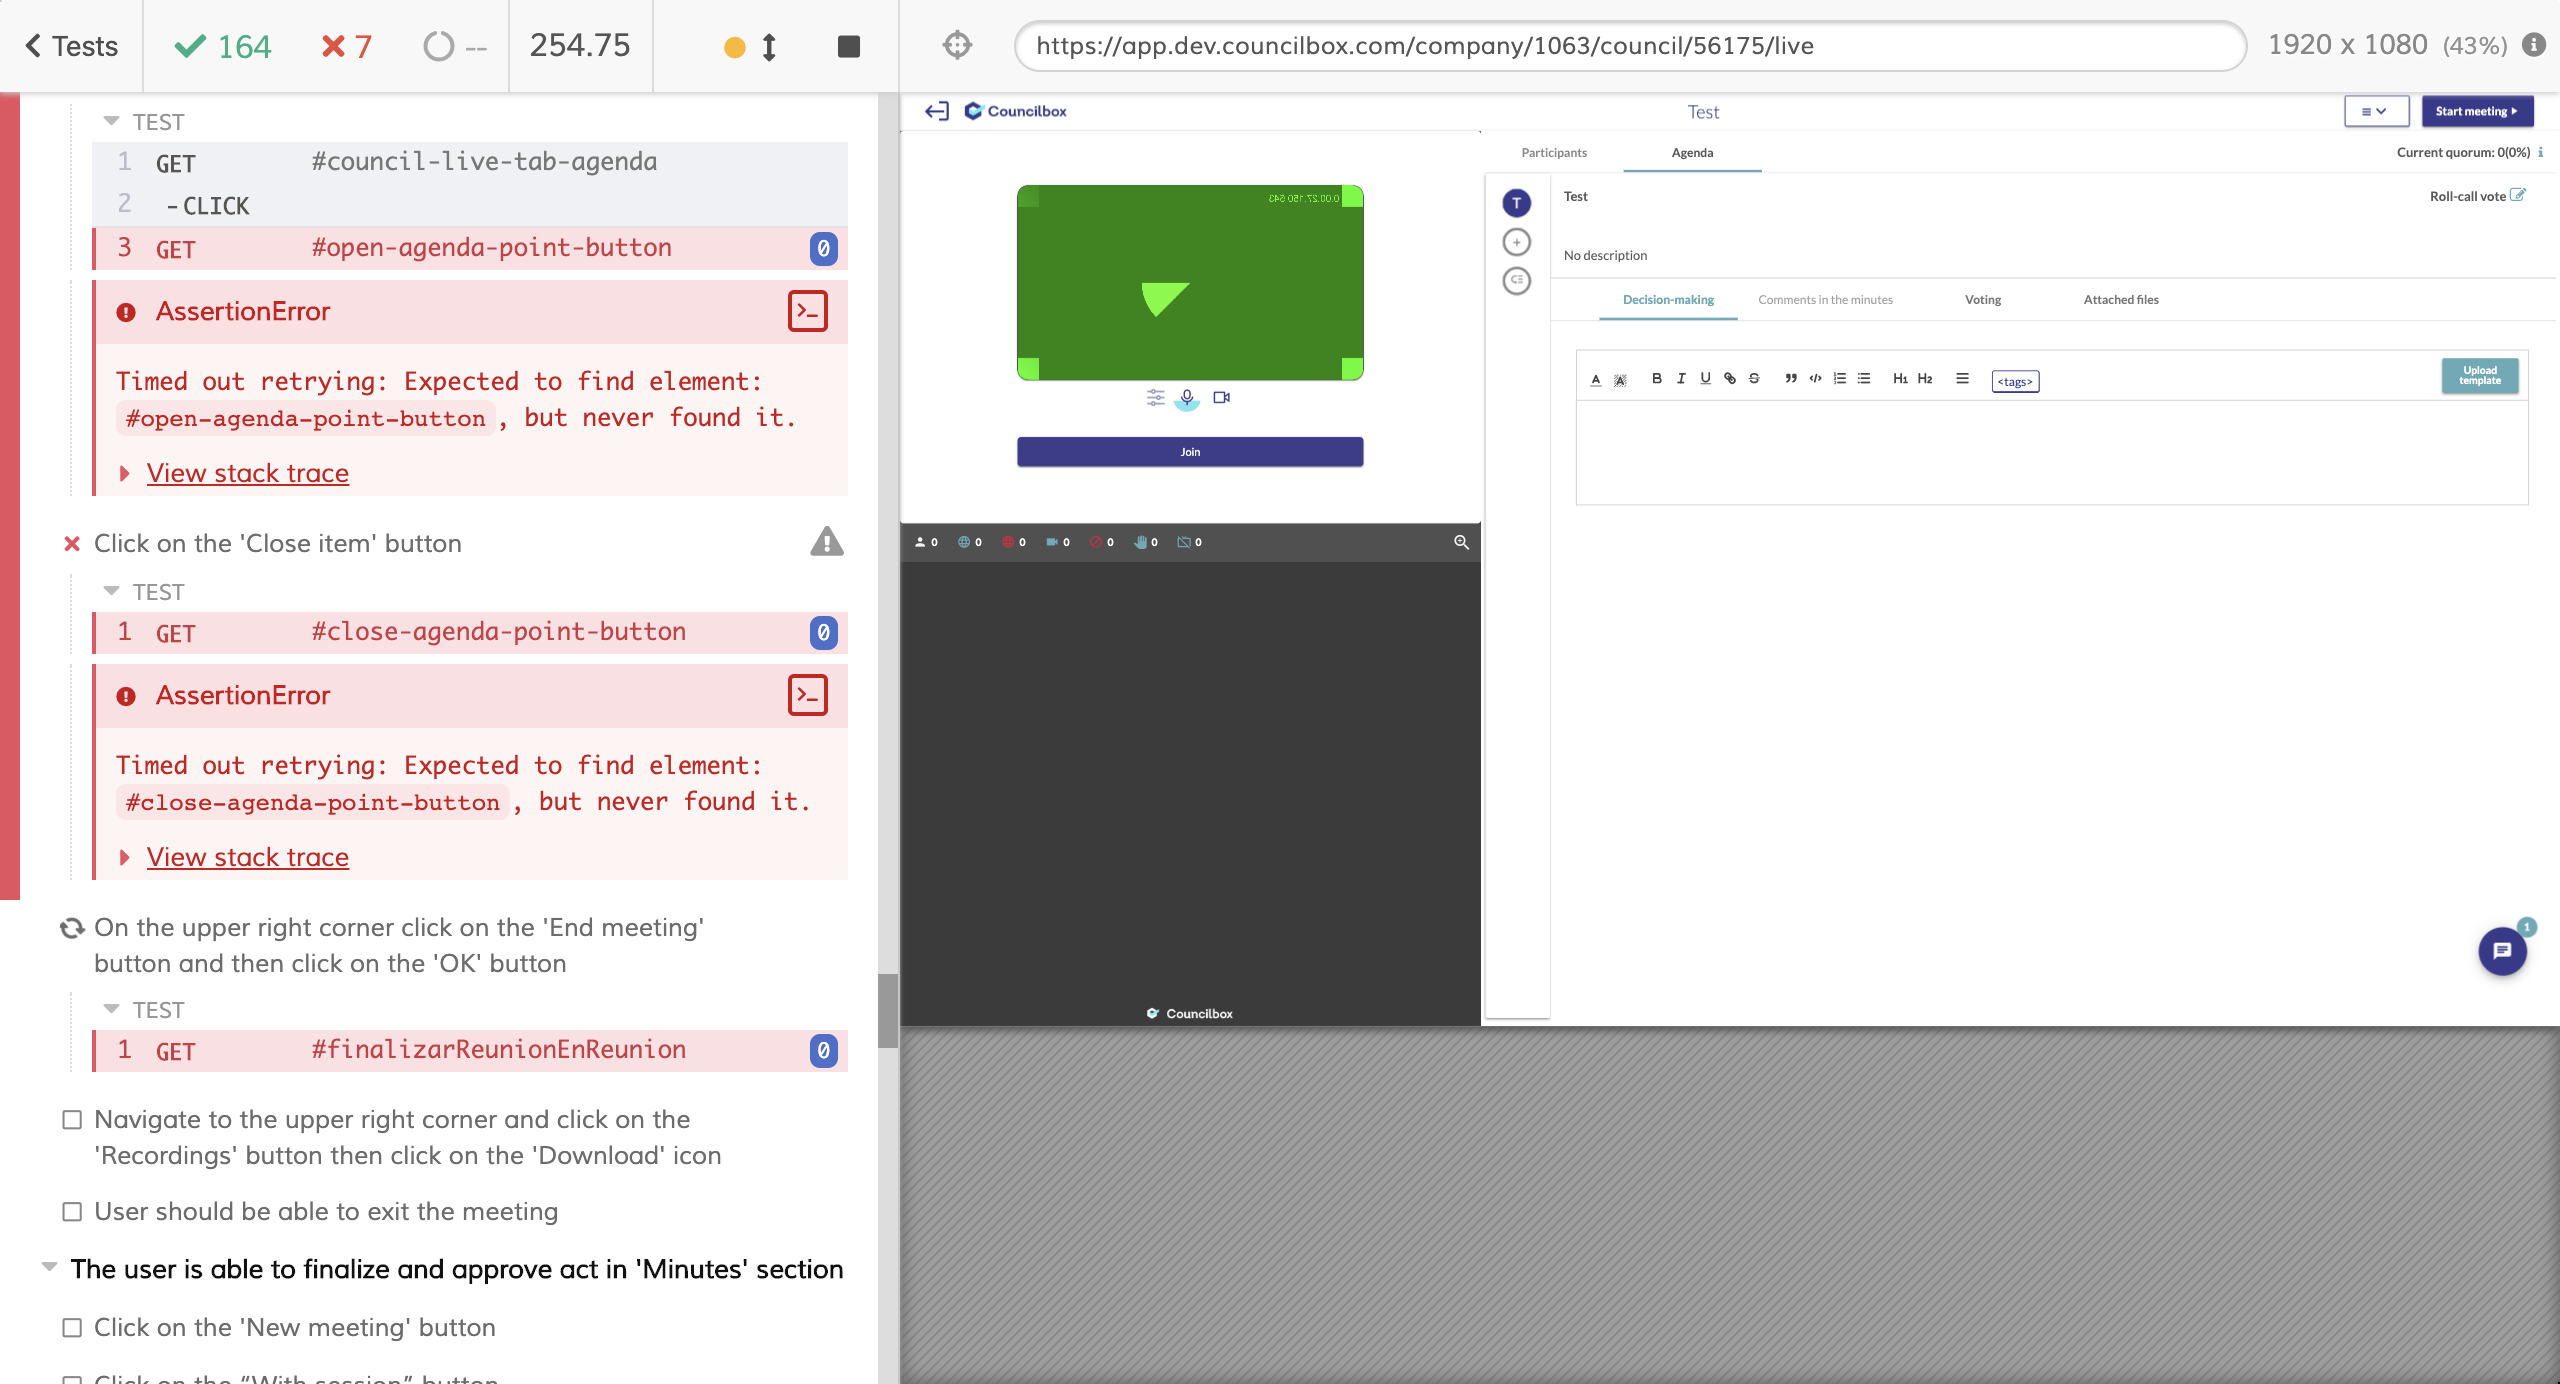 Tests
164
7
--
254.75
https://app.dev.councilbox.com/company/1063/council/56175/live
1920 x 1080 (43%)
TEST
1 GET #council-live-tab-agenda
2 -CLICK
3 GET #open-agenda-point-button 0
AssertionError
Timed out retrying: Expected to find element:
#open-agenda-point-button, but never found it.
View stack trace
Click on the 'Close item' button
TEST
1 GET #close-agenda-point-button 0
AssertionError
Timed out retrying: Expected to find element:
#close-agenda-point-button, but never found it.
View stack trace
On the upper right corner click on the 'End meeting'
button and then click on the 'OK' button
TEST
1 GET #finalizarReunionEnReunion 0
Navigate to the upper right corner and click on the
'Recordings' button then click on the 'Download' icon
User should be able to exit the meeting
The user is able to finalize and approve act in 'Minutes' section
Click on the 'New meeting' button
Click on the “With session” button
Councilbox
Test
Start meeting
Participants
Agenda
Current quorum: 0(0%)
Join
0 0 0 0 0 0 0
Councilbox
T
Test
Roll-call vote
No description
Decision-making
Comments in the minutes
Voting
Attached files
A A B I U S H1 H2 <tags>
Upload
template
1